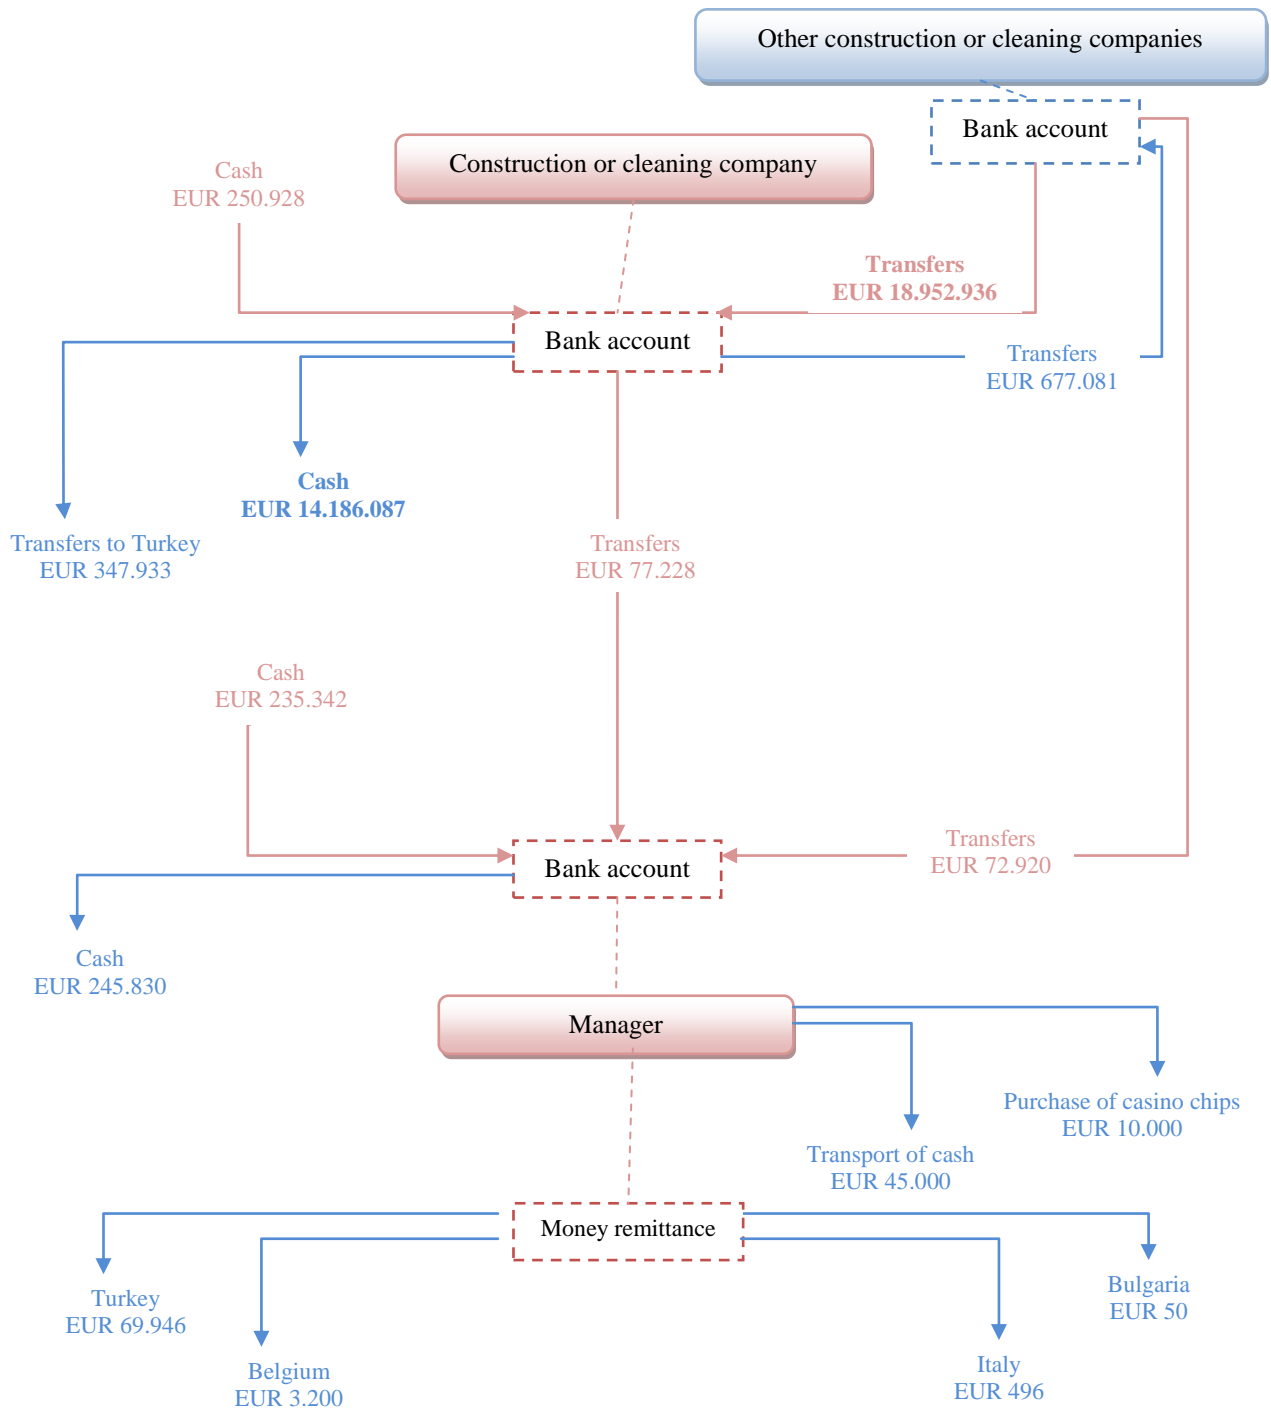 Other construction or cleaning companies
Bank account
Construction or cleaning company
Cash
EUR 250.928
Transfers
EUR 18.952.936
Bank account
Transfers
EUR 677.081
Cash
EUR 14.186.087
Transfers to Turkey
EUR 347.933
Transfers
EUR 77.228
Cash
EUR 235.342
Transfers
EUR 72.920
Bank account
Cash
EUR 245.830
Manager
Purchase of casino chips
EUR 10.000
Transport of cash
EUR 45.000
Money remittance
Turkey
EUR 69.946
Bulgaria
EUR 50
Belgium
EUR 3.200
Italy
EUR 496